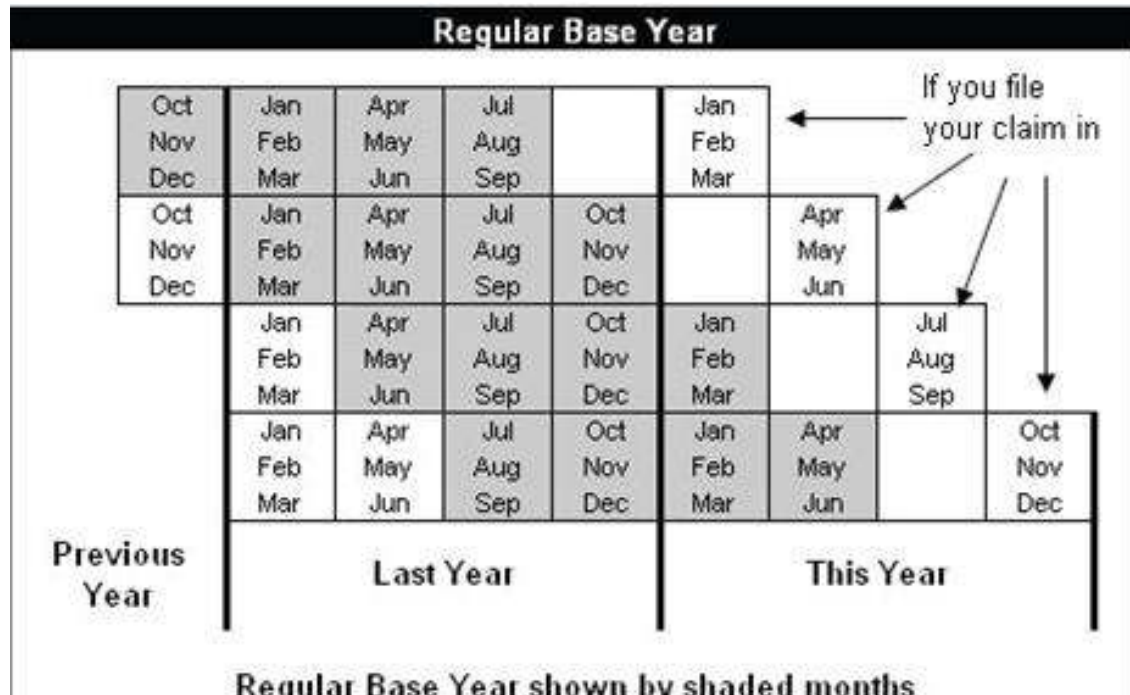 Regular Base Year
If you file
your claim in
Oct Jan Apr Jul Jan
Nov Feb May Aug Feb
Dec Mar Jun Sep Mar
Oct Jan Apr Jul Oct Apr
Nov Feb May Aug Nov May
Dec Mar Jun Sep Dec Jun
Jan Apr Jul Oct Jan Jul
Feb May Aug Nov Feb Aug
Mar Jun Sep Dec Mar Sep
Jan Apr Jul Oct Jan Apr Oct
Feb May Aug Nov Feb May Nov
Mar Jun Sep Dec Mar Jun Dec
Previous
Year
Last Year
This Year
Regular Base Year shown by shaded months